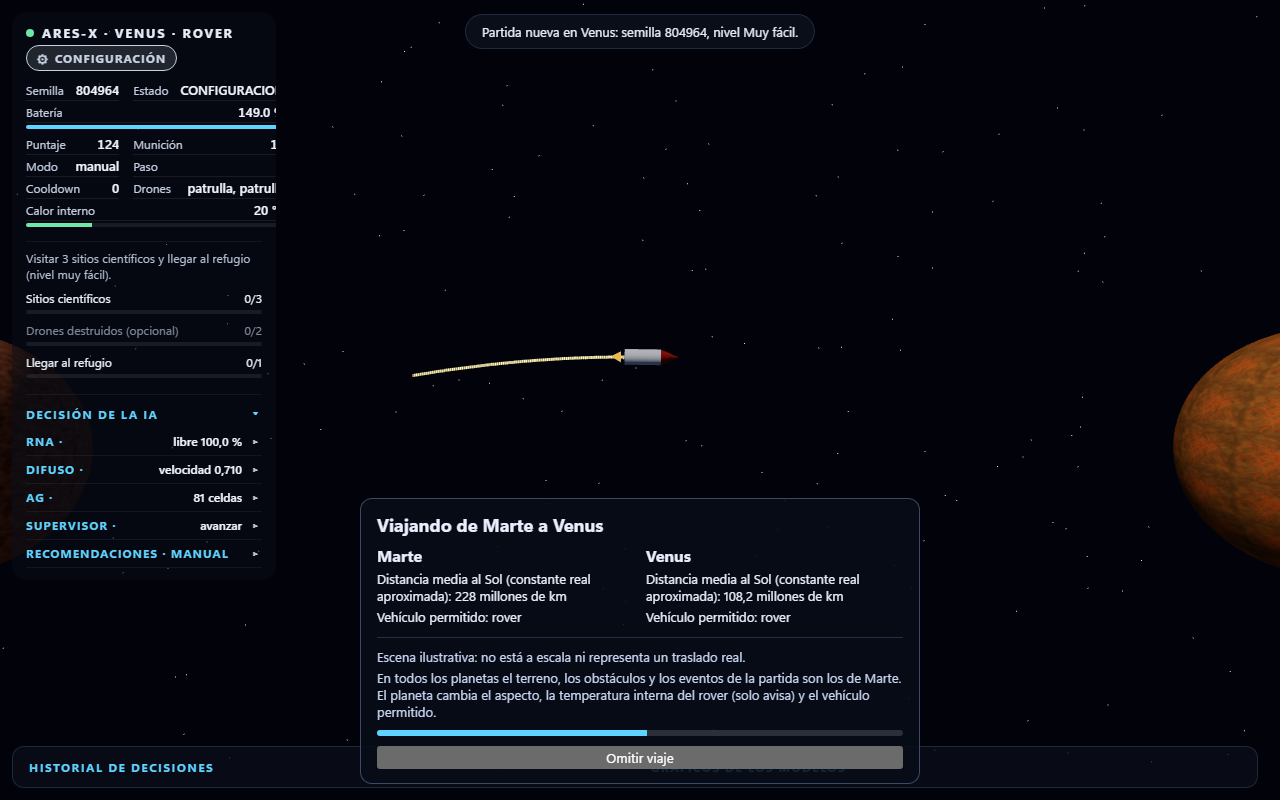 ARES-X · VENUS · ROVER
CONFIGURACIÓN
Semilla 804964 Estado
Batería 149.0
Puntaje 124 Munición
Modo manual Paso
Cooldown 0 Drones patrulla,
Calor interno 20
Visitar 3 sitios científicos y llegar al refugio
(nivel muy fácil).
Sitios científicos 0/3
Drones destruidos (opcional) 0/2
Llegar al refugio 0/1
DECISIÓN DE LA IA
RNA · libre 100,0 %
DIFUSO · velocidad 0,710
AG · 81 celdas
SUPERVISOR · avanzar
RECOMENDACIONES · MANUAL
Partida nueva en Venus: semilla 804964, nivel Muy fácil.
Viajando de Marte a Venus
Marte
Distancia media al Sol (constante real
aproximada): 228 millones de km
Vehículo permitido: rover
Venus
Distancia media al Sol (constante real
aproximada): 108,2 millones de km
Vehículo permitido: rover
Escena ilustrativa: no está a escala ni representa un traslado real.
En todos los planetas el terreno, los obstáculos y los eventos de la partida son los de Marte.
El planeta cambia el aspecto, la temperatura interna del rover (solo avisa) y el vehículo
permitido.
Omitir viaje
HISTORIAL DE DECISIONES
GRÁFICOS DE LOS MODELOS